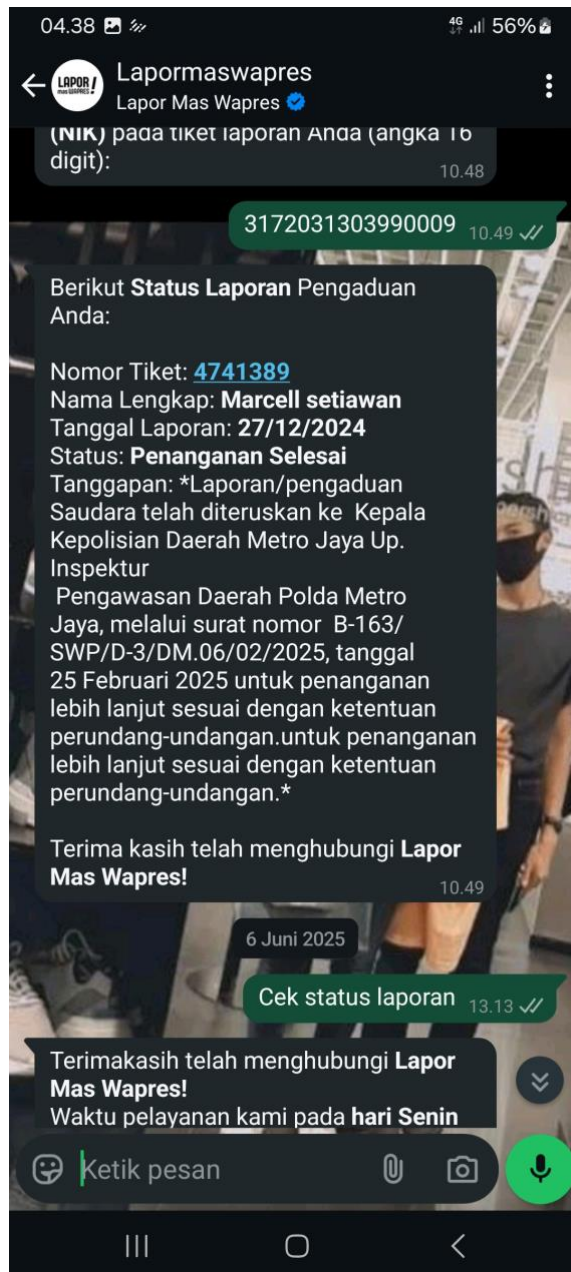 04.38
4G 56%
LAPOR!
mas WAPRES
Lapormaswapres
Lapor Mas Wapres
(NIK) pada tiket laporan Anda (angka 16
digit):
10.48
3172031303990009 10.49
Berikut Status Laporan Pengaduan
Anda:
Nomor Tiket: 4741389
Nama Lengkap: Marcell setiawan
Tanggal Laporan: 27/12/2024
Status: Penanganan Selesai
Tanggapan: *Laporan/pengaduan
Saudara telah diteruskan ke Kepala
Kepolisian Daerah Metro Jaya Up.
Inspektur
Pengawasan Daerah Polda Metro
Jaya, melalui surat nomor B-163/
SWP/D-3/DM.06/02/2025, tanggal
25 Februari 2025 untuk penanganan
lebih lanjut sesuai dengan ketentuan
perundang-undangan.untuk penanganan
lebih lanjut sesuai dengan ketentuan
perundang-undangan.*
Terima kasih telah menghubungi Lapor
Mas Wapres!
10.49
6 Juni 2025
Cek status laporan 13.13
Terimakasih telah menghubungi Lapor
Mas Wapres!
Waktu pelayanan kami pada hari Senin
Ketik pesan